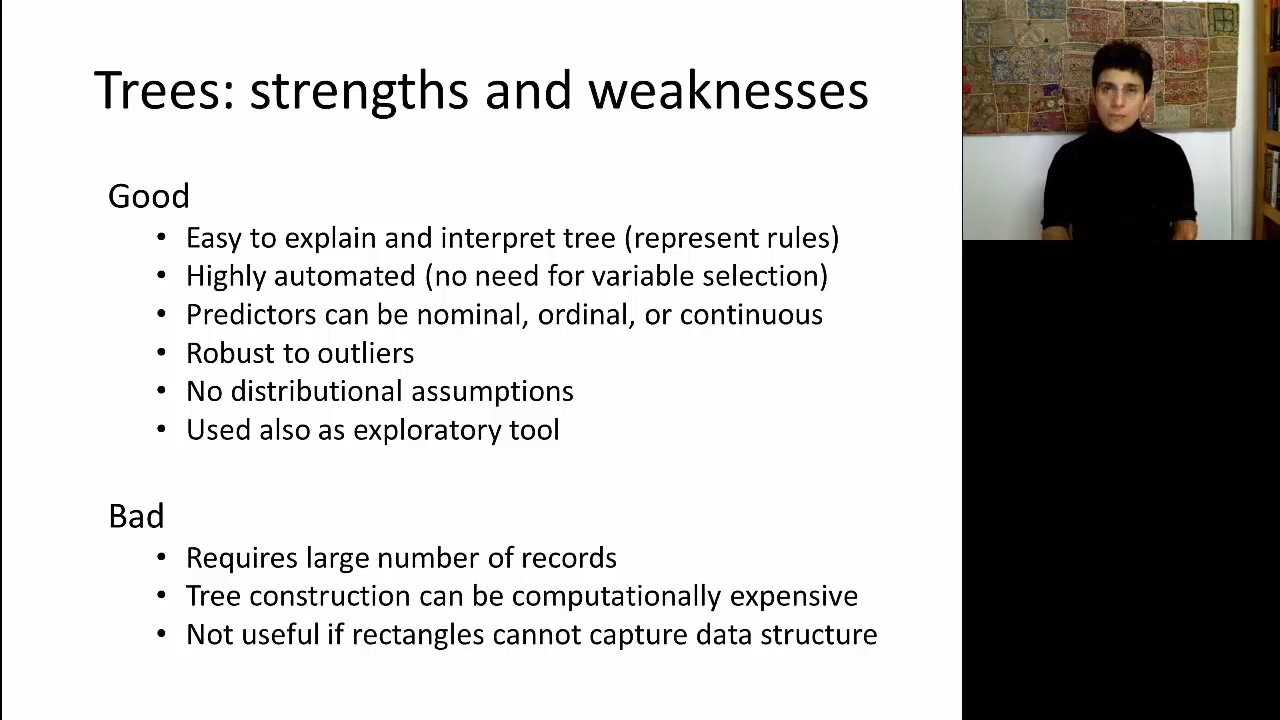 Trees: strengths and weaknesses
Good
• Easy to explain and interpret tree (represent rules)
• Highly automated (no need for variable selection)
• Predictors can be nominal, ordinal, or continuous
• Robust to outliers
• No distributional assumptions
• Used also as exploratory tool
Bad
• Requires large number of records
• Tree construction can be computationally expensive
• Not useful if rectangles cannot capture data structure